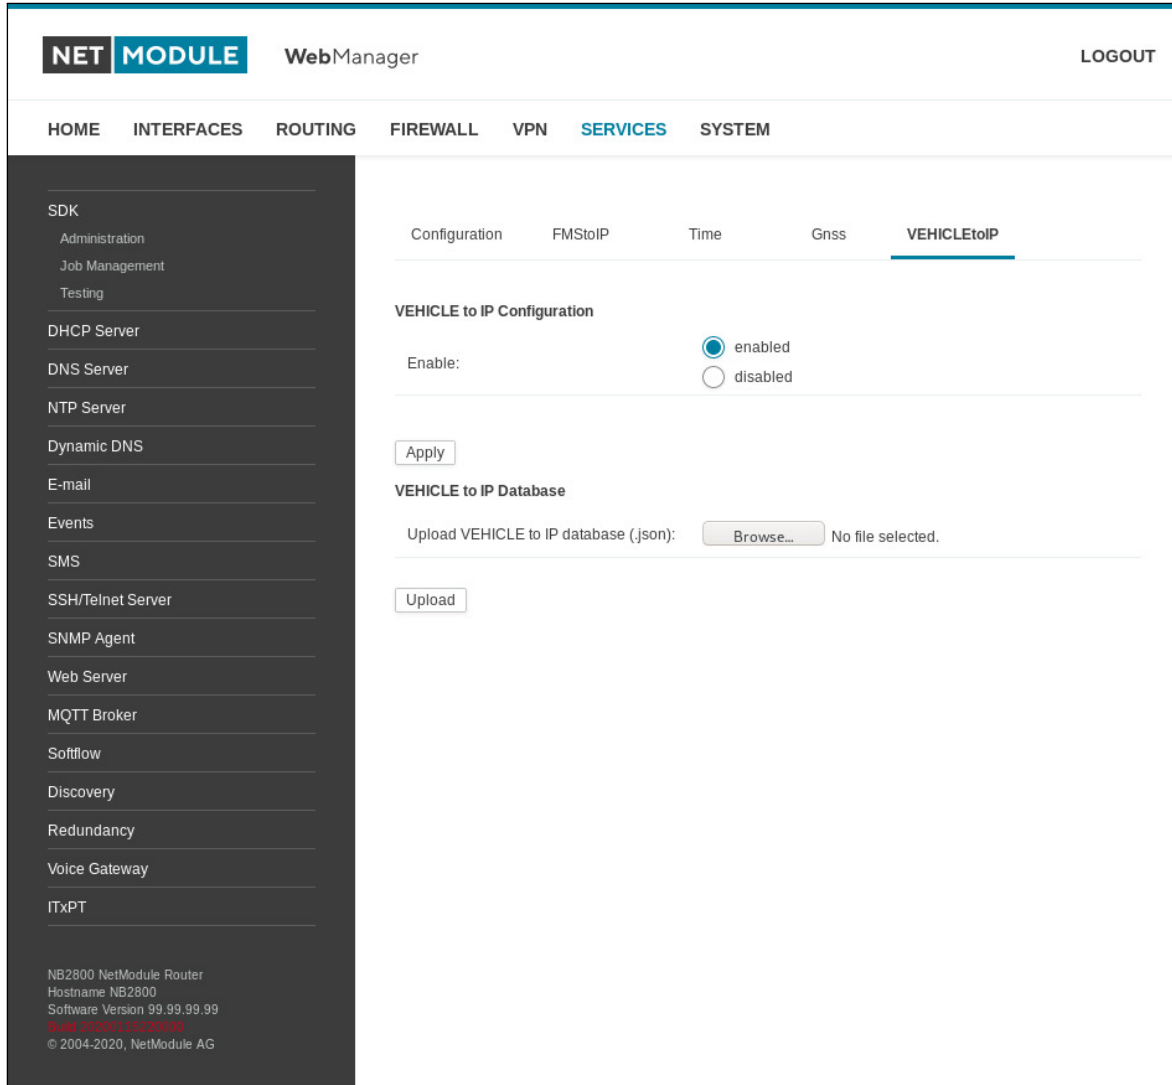 NET MODULE WebManager LOGOUT
HOME INTERFACES ROUTING FIREWALL VPN SERVICES SYSTEM
SDK
Administration
Job Management
Testing
DHCP Server
DNS Server
NTP Server
Dynamic DNS
E-mail
Events
SMS
SSH/Telnet Server
SNMP Agent
Web Server
MQTT Broker
Softflow
Discovery
Redundancy
Voice Gateway
ITxPT
NB2800 NetModule Router
Hostname NB2800
Software Version 99.99.99.99
Build
© 2004-2020, NetModule AG
Configuration FMStoIP Time Gnss VEHICLEtoIP
VEHICLE to IP Configuration
Enable:
enabled
disabled
Apply
VEHICLE to IP Database
Upload VEHICLE to IP database (.json): Browse... No file selected.
Upload